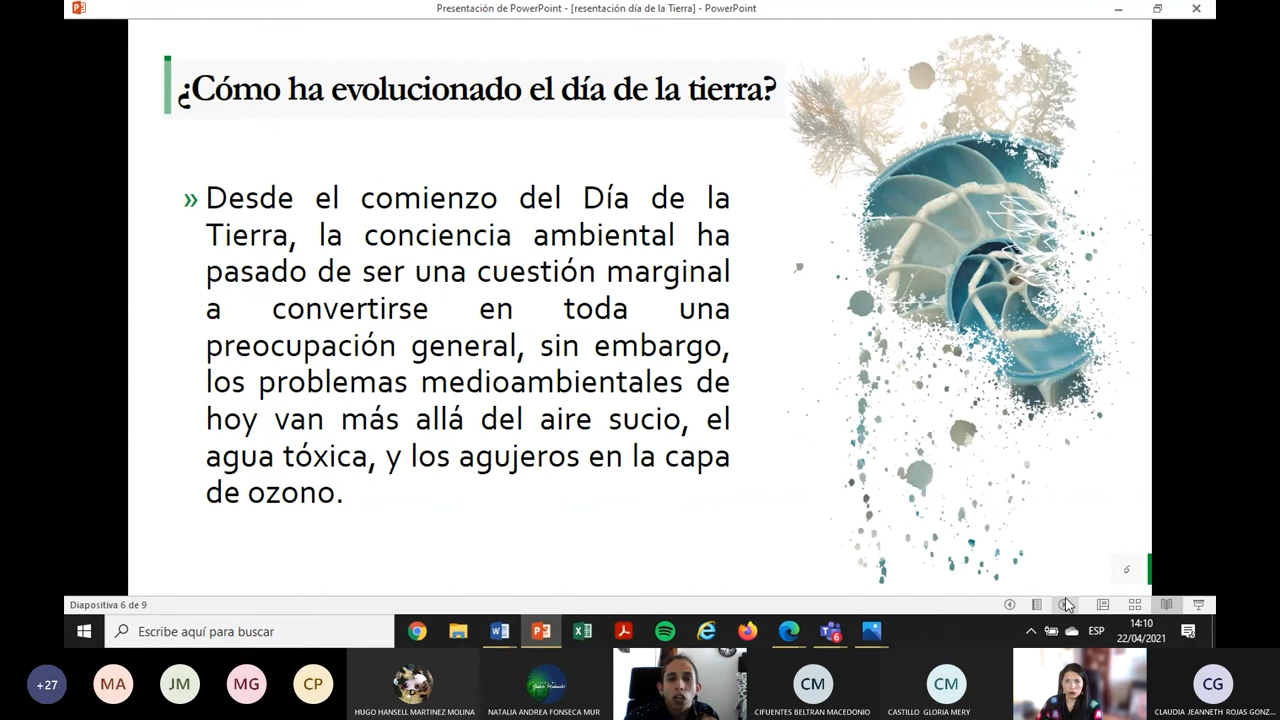 Presentación de PowerPoint - [resentación día de la Tierra] - PowerPoint
¿Cómo ha evolucionado el día de la tierra?
» Desde el comienzo del Día de la
Tierra, la conciencia ambiental ha
pasado de ser una cuestión marginal
a convertirse en toda una
preocupación general, sin embargo,
los problemas medioambientales de
hoy van más allá del aire sucio, el
agua tóxica, y los agujeros en la capa
de ozono.
6
Diapositiva 6 de 9
Escribe aquí para buscar
6
ESP
14:10
22/04/2021
+27
MA
JM
MG
CP
CM
CM
CG
HUGO HANSELL MARTINEZ MOLINA
NATALIA ANDREA FONSECA MUR
CIFUENTES BELTRAN MACEDONIO
CASTILLO GLORIA MERY
CLAUDIA JEANNETH ROJAS GONZ...